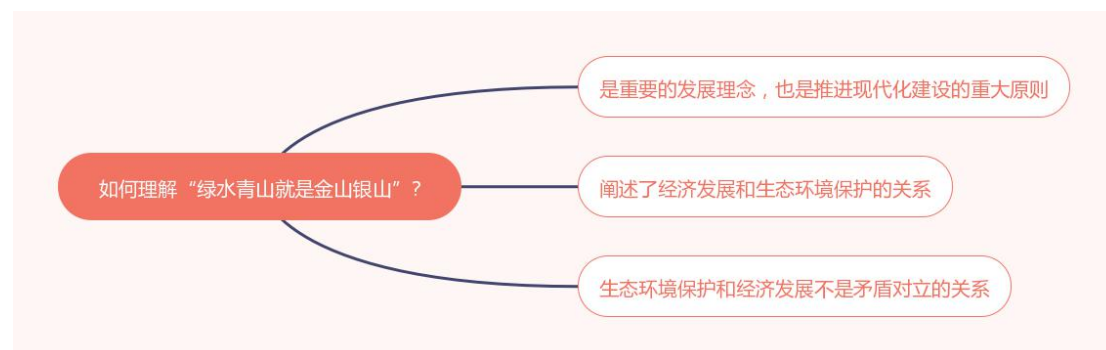 如何理解“绿水青山就是金山银山”?
是重要的发展理念，也是推进现代化建设的重大原则
阐述了经济发展和生态环境保护的关系
生态环境保护和经济发展不是矛盾对立的关系